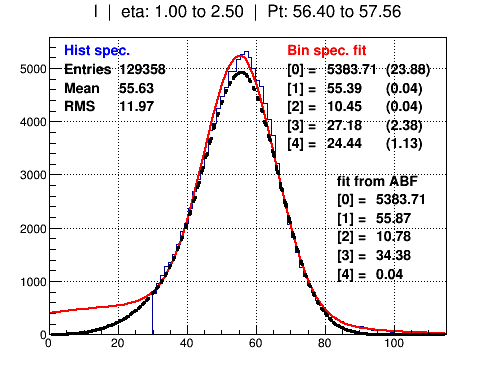 I | eta: 1.00 to 2.50 | Pt: 56.40 to 57.56
Hist spec.
Entries 129358
Mean 55.63
RMS 11.97
Bin spec. fit
[0] = 5383.71 (23.88)
[1] = 55.39 (0.04)
[2] = 10.45 (0.04)
[3] = 27.18 (2.38)
[4] = 24.44 (1.13)
fit from ABF
[0] = 5383.71
[1] = 55.87
[2] = 10.78
[3] = 34.38
[4] = 0.04
5000
4000
3000
2000
1000
0
0 20 40 60 80 100